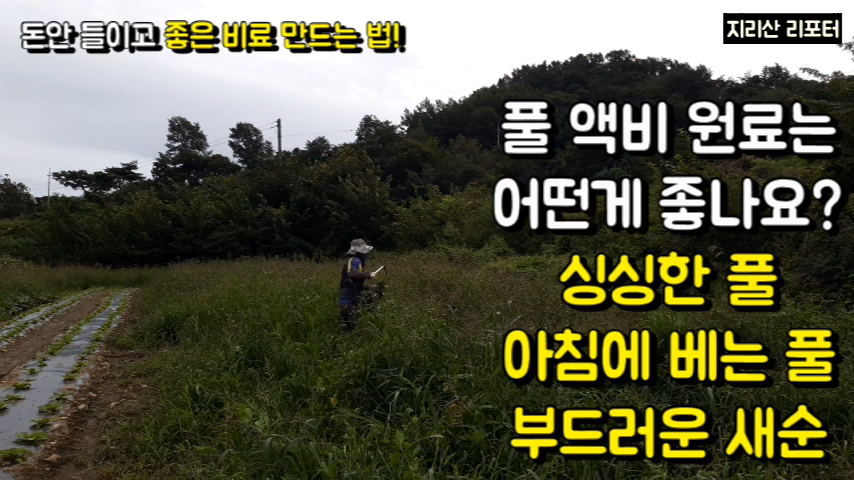 돈안 들이고 좋은 비료 만드는 법!
지리산 리포터
풀 액비 원료는
어떤게 좋나요?
싱싱한 풀
아침에 베는 풀
부드러운 새순